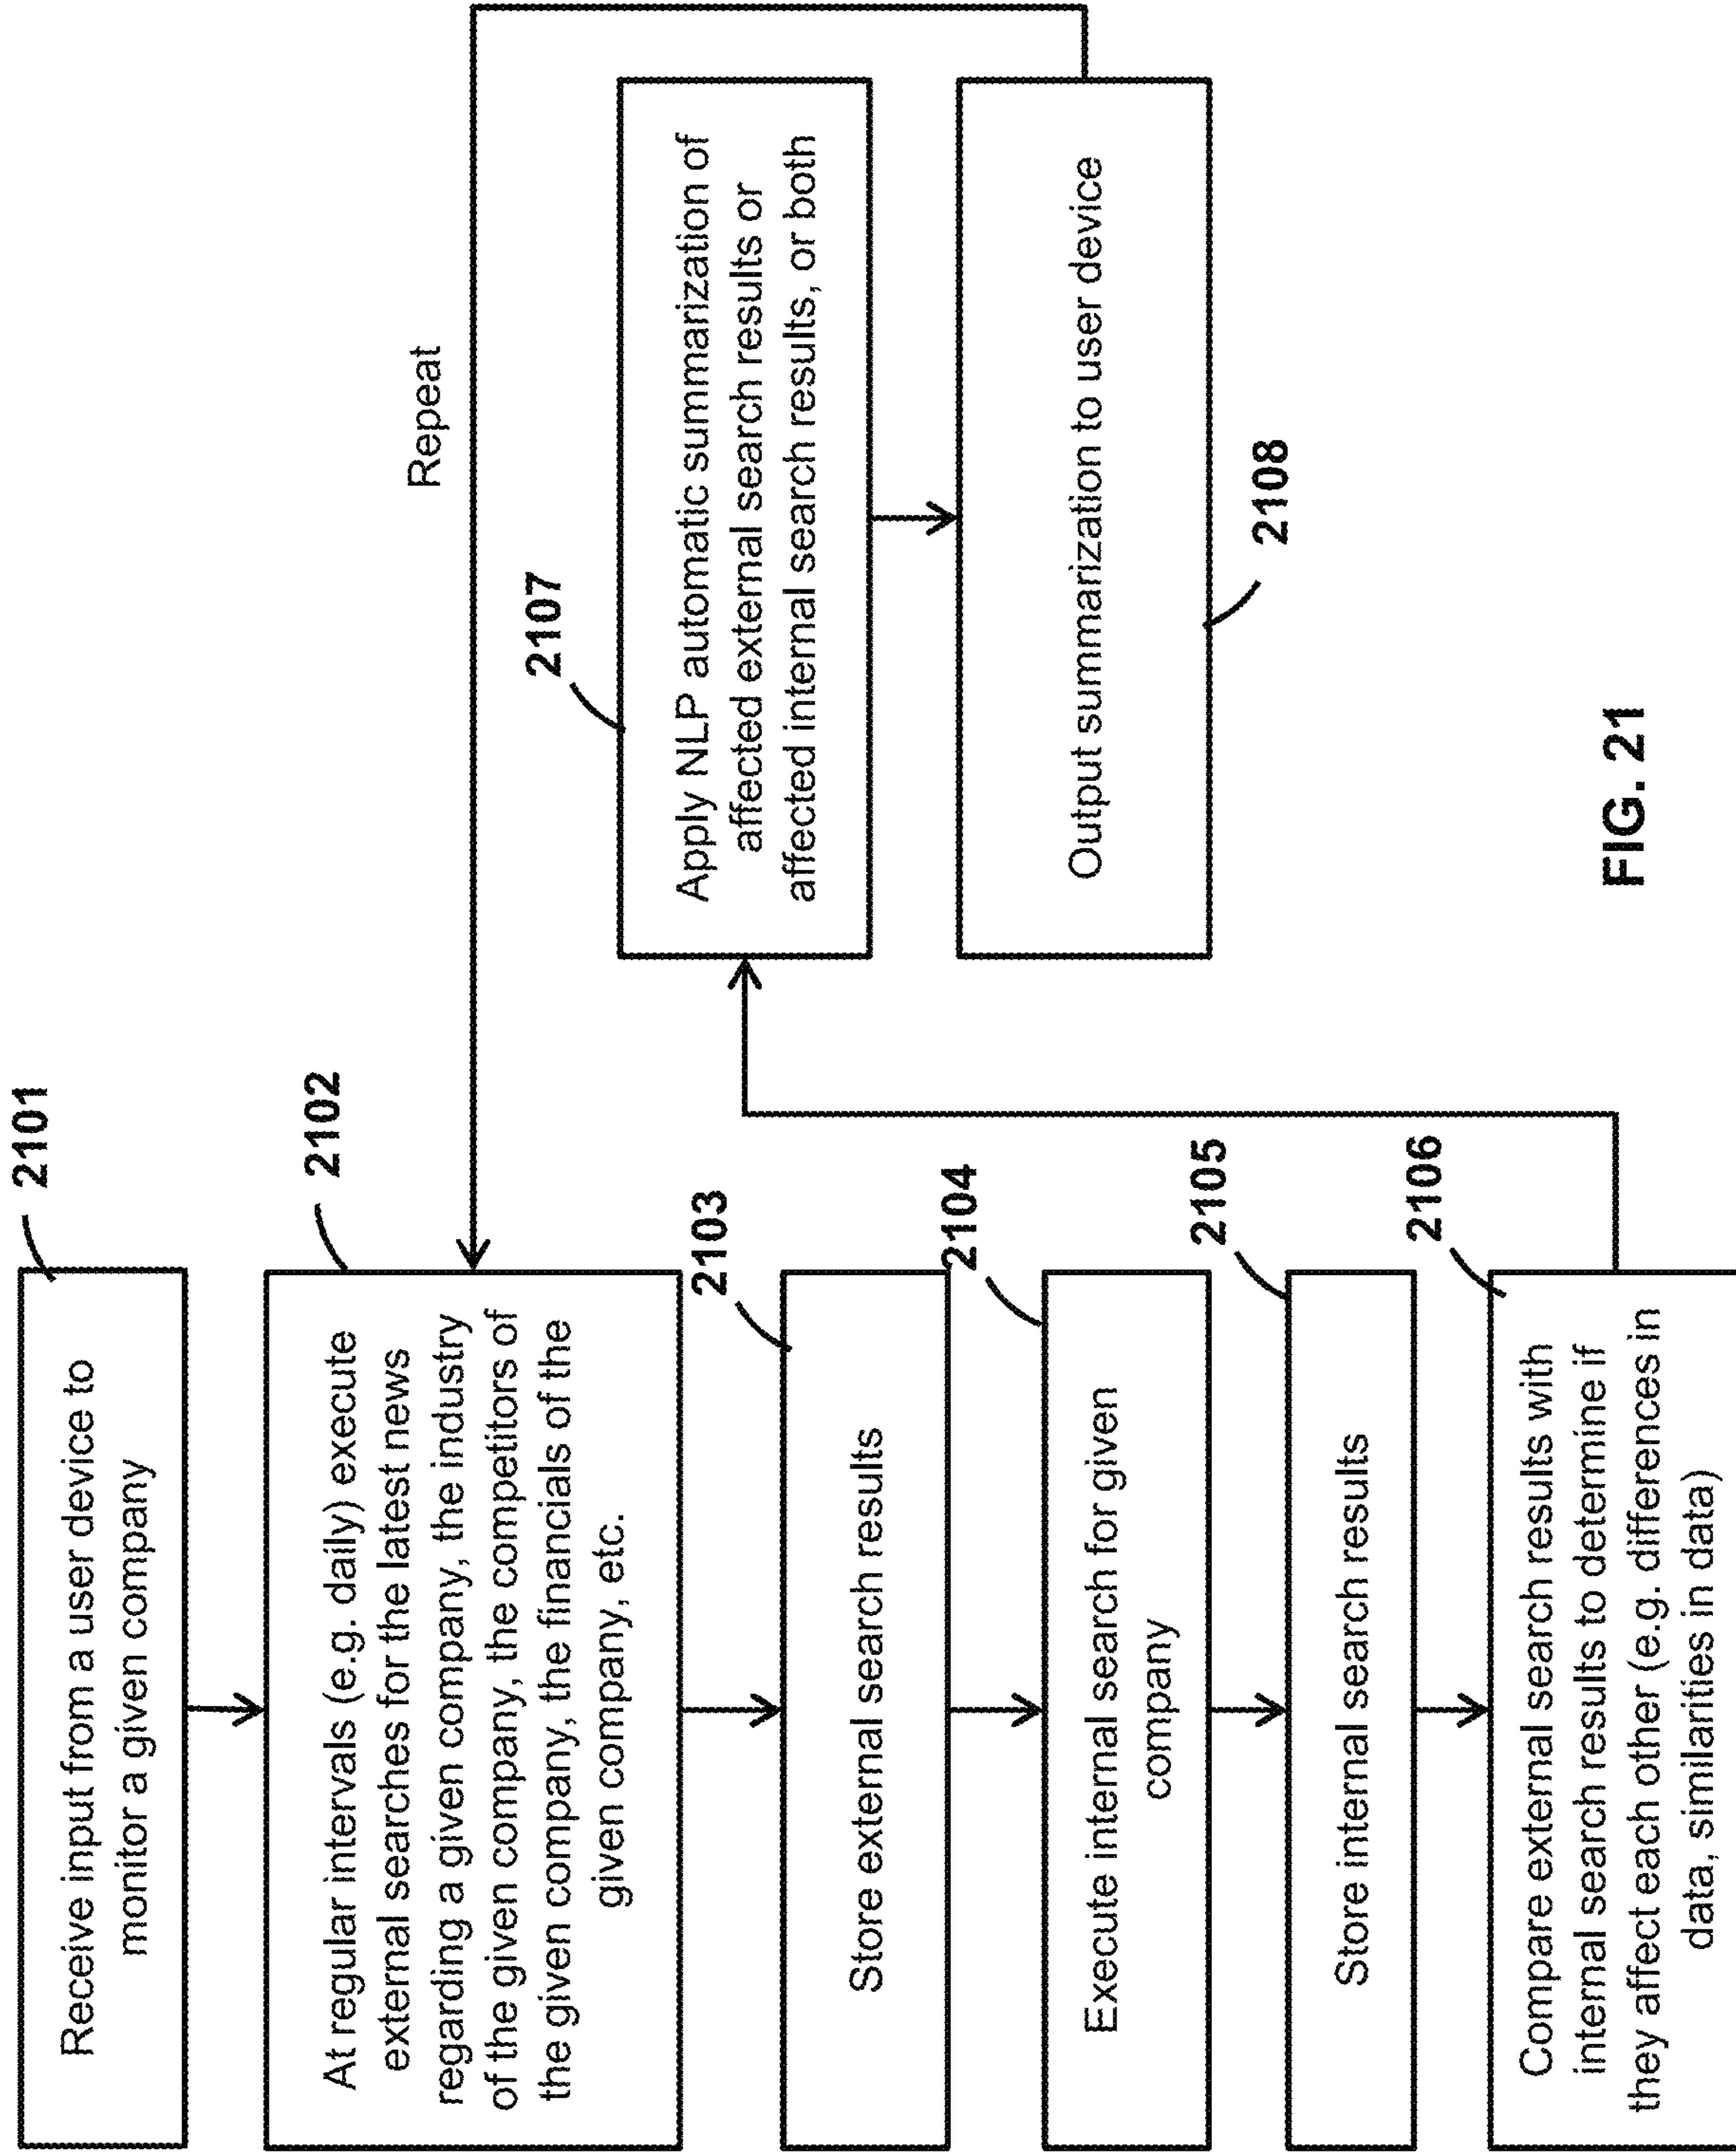 2101
Receive input from a user device to
monitor a given company
2102
At regular intervals (e.g. daily) execute
external searches for the latest news
regarding a given company, the industry
of the given company, the competitors of
the given company, the financials of the
given company, etc.
2103
Store external search results
2104
Execute internal search for given
company
2105
Store internal search results
2106
Compare external search results with
internal search results to determine if
they affect each other (e.g. differences in
data, similarities in data)
Repeat
2107
Apply NLP automatic summarization of
affected external search results or
affected internal search results, or both
Output summarization to user device
2108
FIG. 21